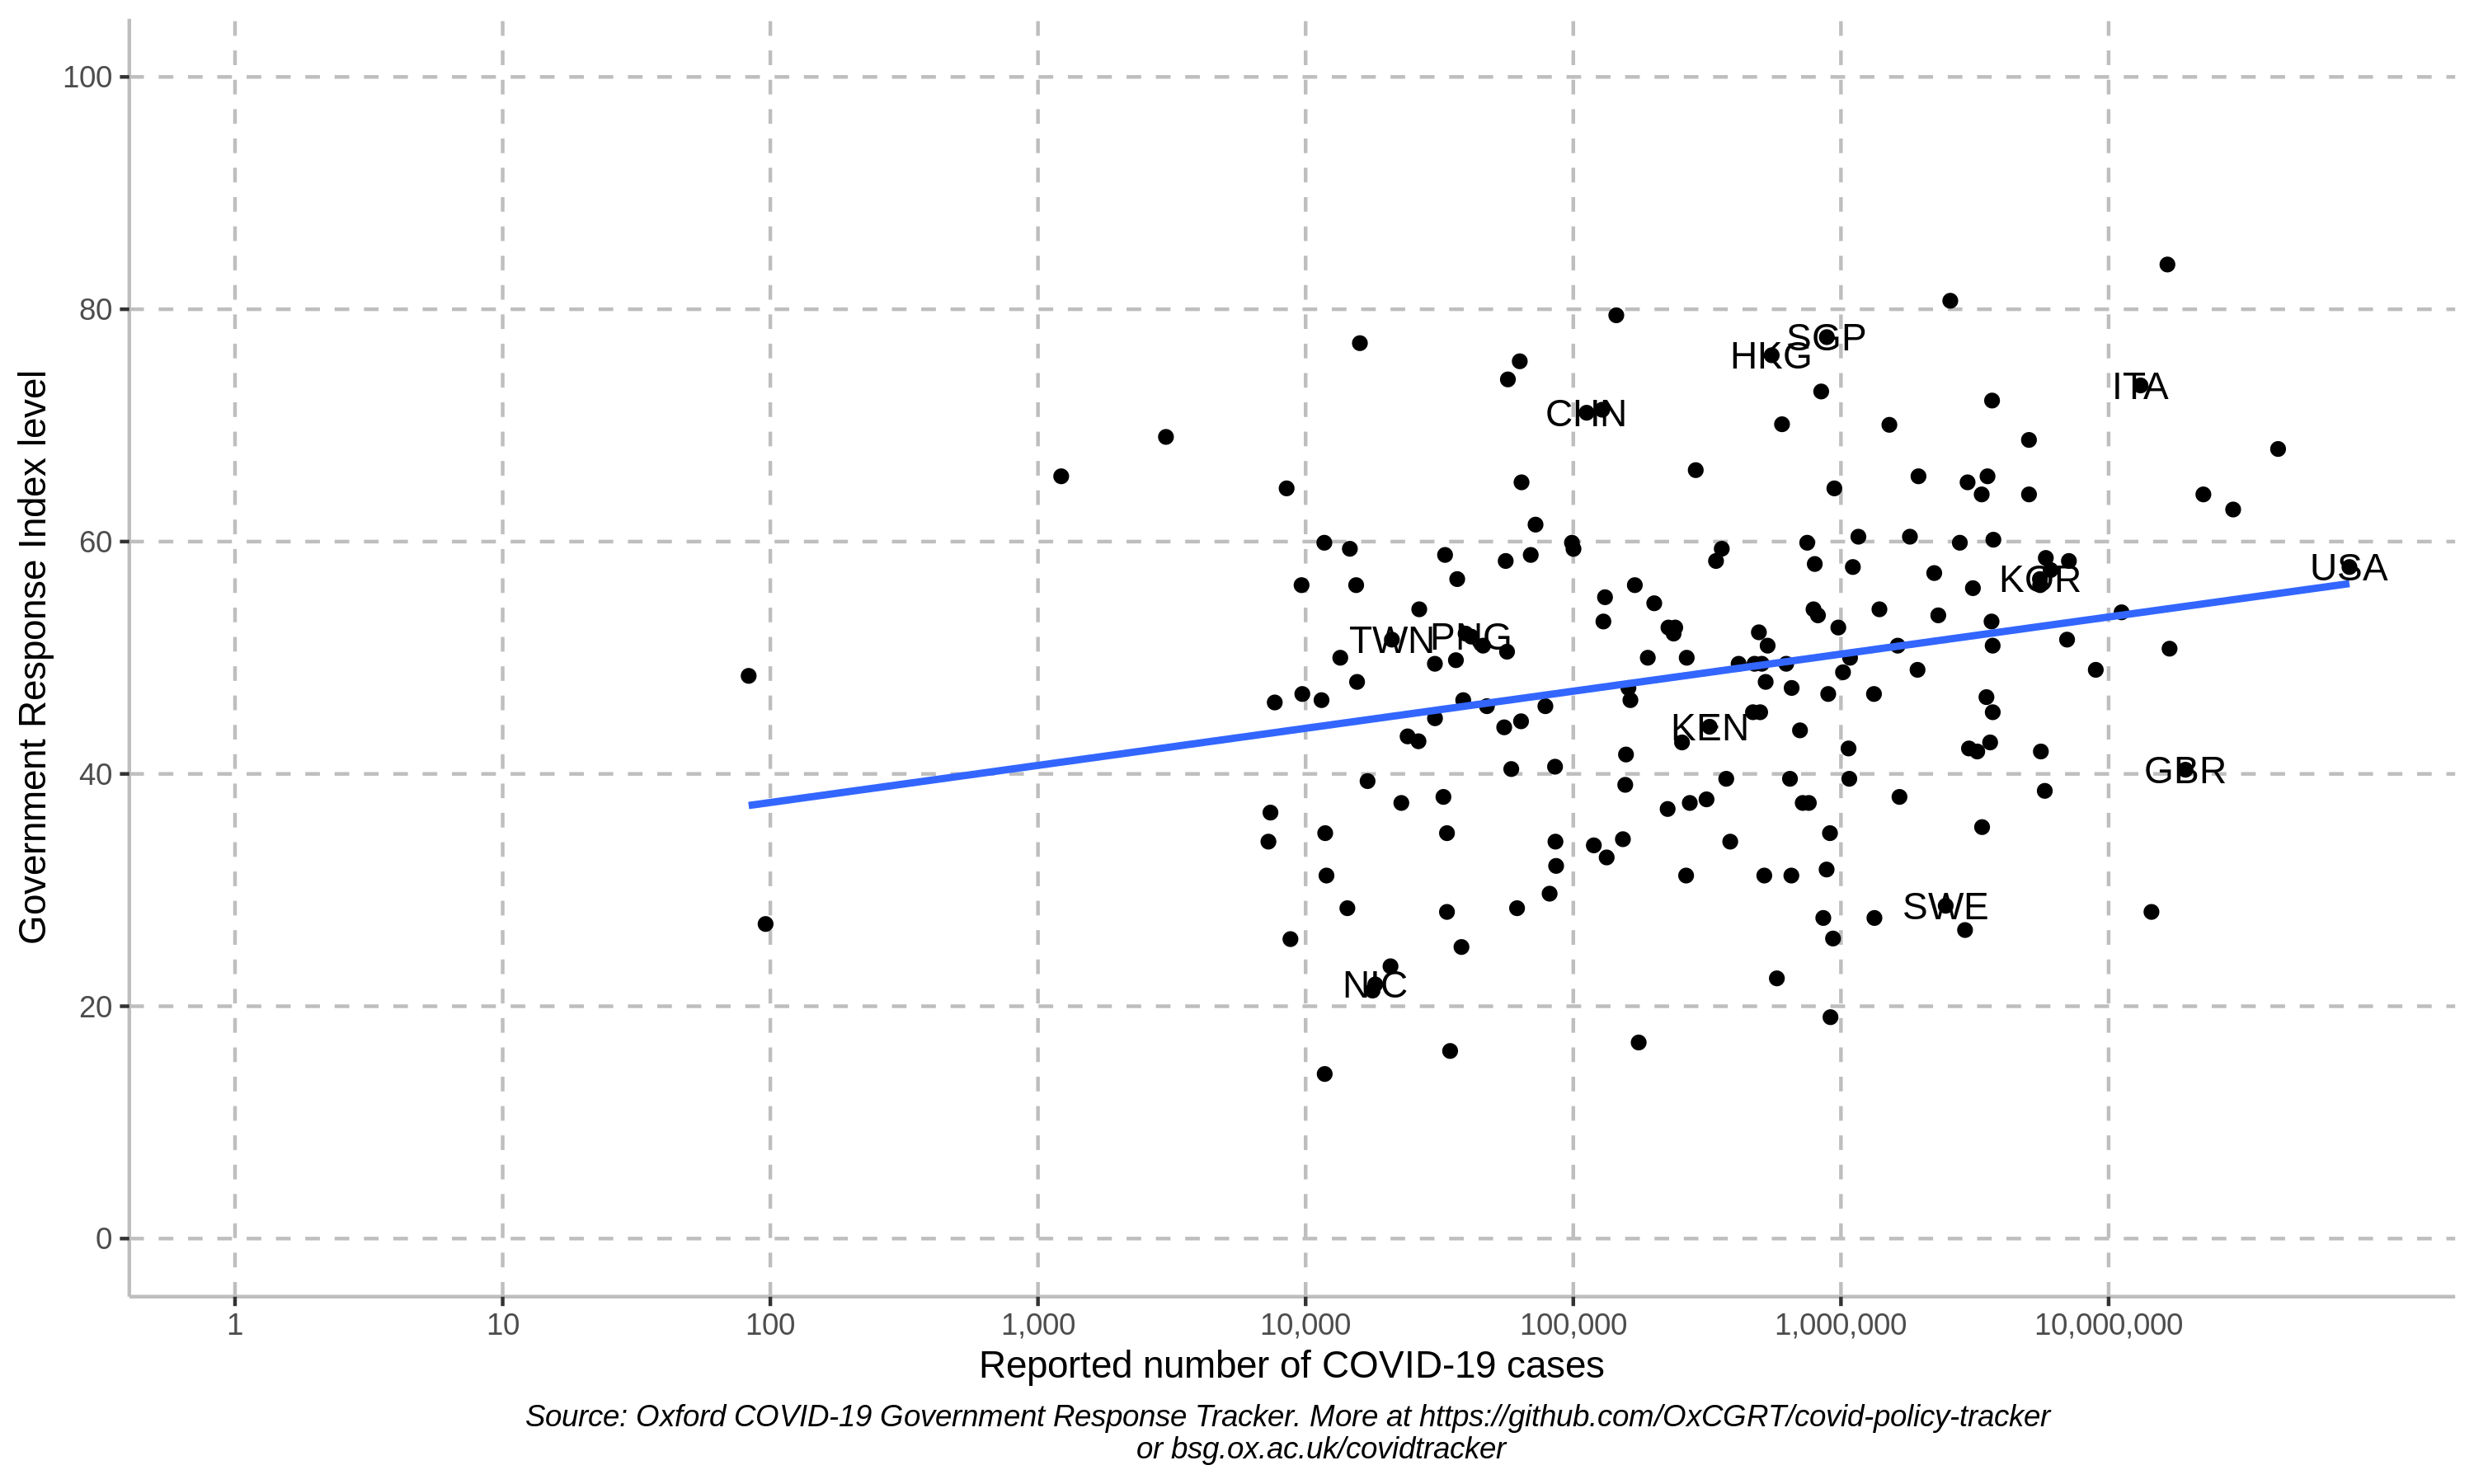 100
80
60
40
20
0
Government Response Index level
SGP
HKG
ITA
CHN
USA
KOR
TWN
PNG
KEN
GBR
SWE
NIC
1
10
100
1,000
10,000
100,000
1,000,000
10,000,000
Reported number of COVID-19 cases
Source: Oxford COVID-19 Government Response Tracker. More at https://github.com/OxCGRT/covid-policy-tracker
or bsg.ox.ac.uk/covidtracker